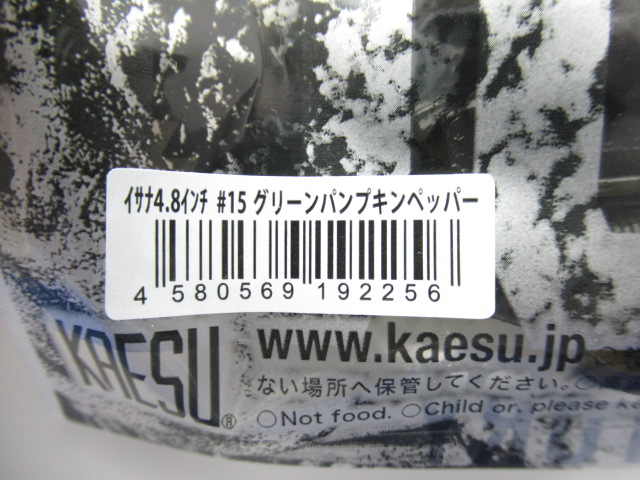 ｲｻﾅ4.8ｲﾝﾁ #15 グリーンパンプキンペッパー
4 580569 192256
KAESU®
www.kaesu.jp
ない場所へ保管してください。
○Not food. ○Child or, please